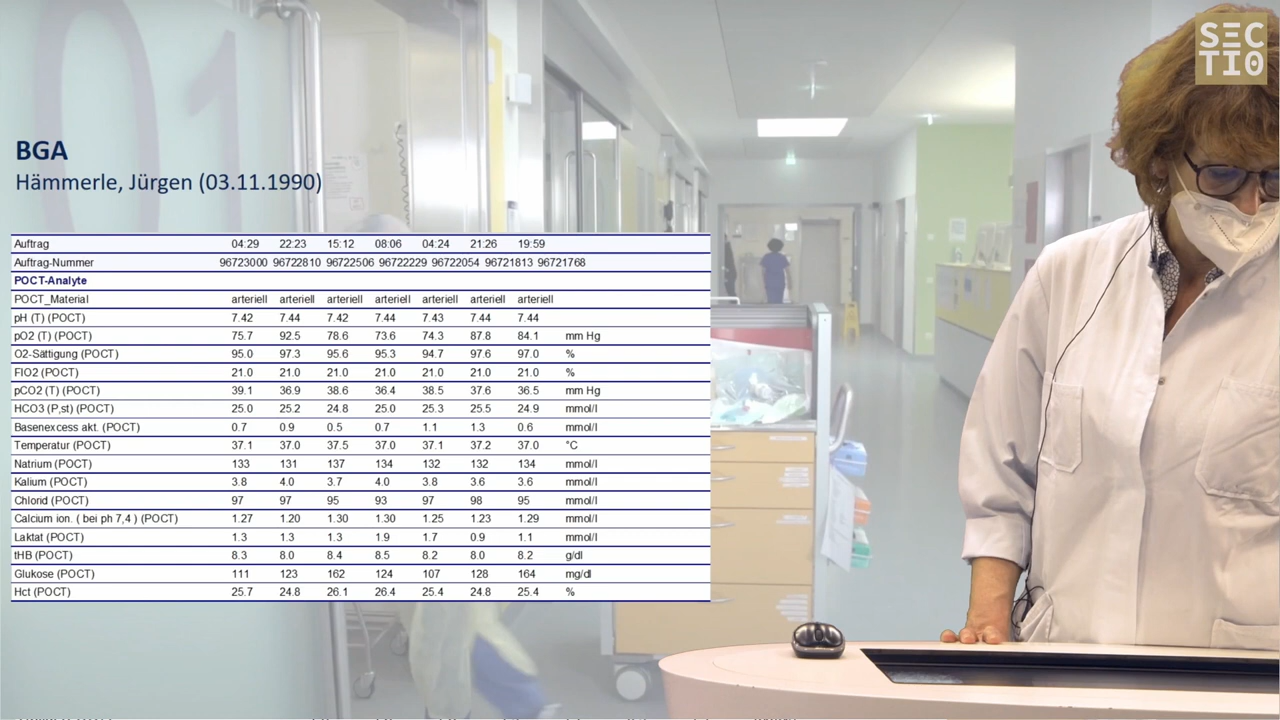 01
SEC
TIO
BGA
Hämmerle, Jürgen (03.11.1990)
Auftrag 04:29 22:23 15:12 08:06 04:24 21:26 19:59
Auftrag-Nummer 96723000 96722810 96722506 96722229 96722054 96721813 96721768
POCT-Analyte
POCT_Material arteriell arteriell arteriell arteriell arteriell arteriell arteriell
pH (T) (POCT) 7.42 7.44 7.42 7.44 7.43 7.44 7.44
pO2 (T) (POCT) 75.7 92.5 78.6 73.6 74.3 87.8 84.1 mm Hg
O2-Sättigung (POCT) 95.0 97.3 95.6 95.3 94.7 97.6 97.0 %
FIO2 (POCT) 21.0 21.0 21.0 21.0 21.0 21.0 21.0 %
pCO2 (T) (POCT) 39.1 36.9 38.6 36.4 38.5 37.6 36.5 mm Hg
HCO3 (P,st) (POCT) 25.0 25.2 24.8 25.0 25.3 25.5 24.9 mmol/l
Basenexcess akt. (POCT) 0.7 0.9 0.5 0.7 1.1 1.3 0.6 mmol/l
Temperatur (POCT) 37.1 37.0 37.5 37.0 37.1 37.2 37.0 °C
Natrium (POCT) 133 131 137 134 132 132 134 mmol/l
Kalium (POCT) 3.8 4.0 3.7 4.0 3.8 3.6 3.6 mmol/l
Chlorid (POCT) 97 97 95 93 97 98 95 mmol/l
Calcium ion. ( bei ph 7,4 ) (POCT) 1.27 1.20 1.30 1.30 1.25 1.23 1.29 mmol/l
Laktat (POCT) 1.3 1.3 1.3 1.9 1.7 0.9 1.1 mmol/l
tHB (POCT) 8.3 8.0 8.4 8.5 8.2 8.0 8.2 g/dl
Glukose (POCT) 111 123 162 124 107 128 164 mg/dl
Hct (POCT) 25.7 24.8 26.1 26.4 25.4 24.8 25.4 %